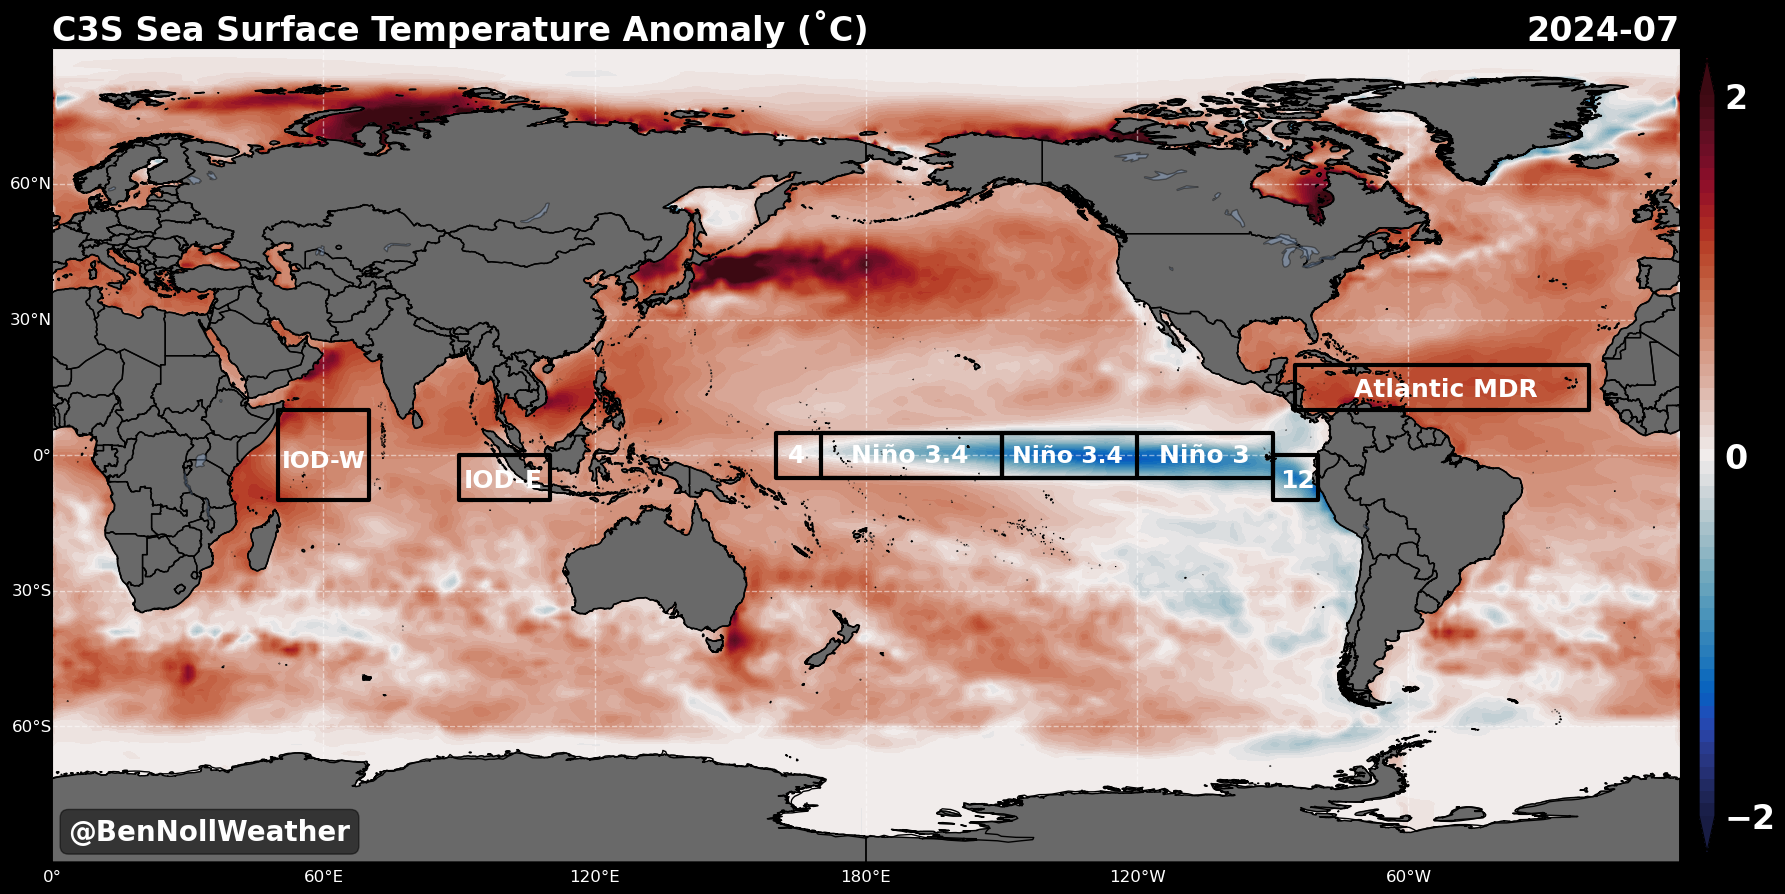 C3S Sea Surface Temperature Anomaly (˚C) 2024-07
2
60°N
30°N
Atlantic MDR
0° IOD-W 4 Niño 3.4 Niño 3.4 Niño 3 0
IOD-E 12
30°S
60°S
−2
@BenNollWeather
0° 60°E 120°E 180°E 120°W 60°W